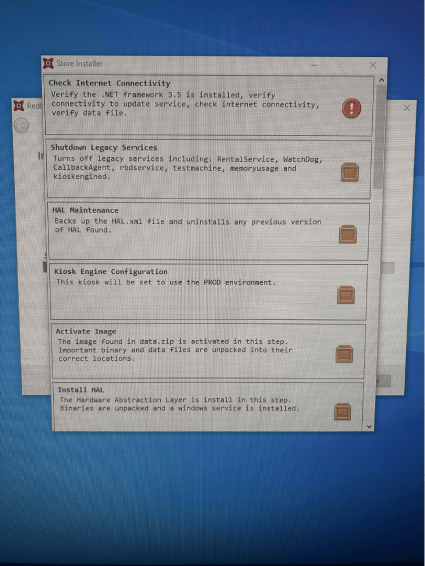 Store Installer
Check Internet Connectivity
Verify the .NET framework 3.5 is installed, verify
connectivity to update service, check internet connectivity,
verify data file.
Shutdown Legacy Services
Turns off legacy services including: RentalService, WatchDog,
CallbackAgent, rbdservice, testmachine, memoryusage and
kioskengined.
HAL Maintenance
Backs up the HAL.xml file and uninstalls any previous version
of HAL found.
Kiosk Engine Configuration
This kiosk will be set to use the PROD environment.
Activate Image
The image found in data.zip is activated in this step.
Important binary and data files are unpacked into their
correct locations.
Install HAL
The Hardware Abstraction Layer is install in this step.
Binaries are unpacked and a windows service is installed.